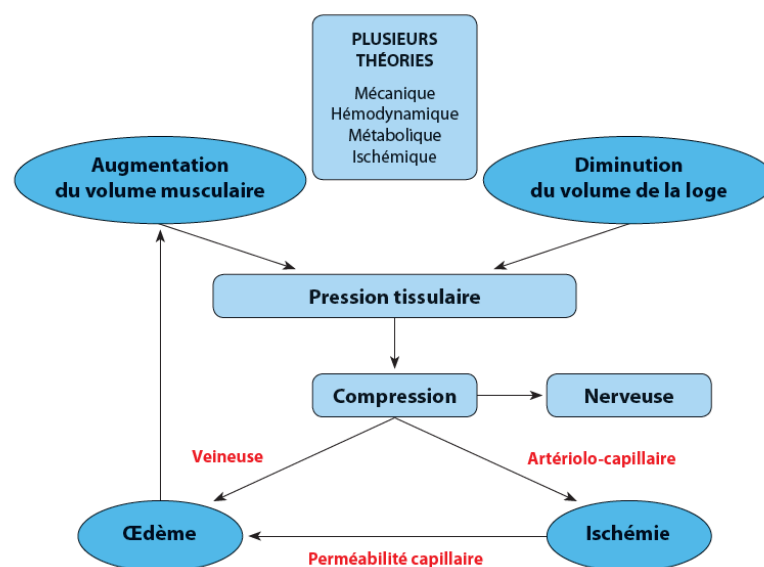 PLUSIEURS
THÉORIES
Mécanique
Hémodynamique
Métabolique
Ischémique
Augmentation
du volume musculaire
Diminution
du volume de la loge
Pression tissulaire
Compression
Nerveuse
Veineuse
Artériolo-capillaire
Œdème
Ischémie
Perméabilité capillaire